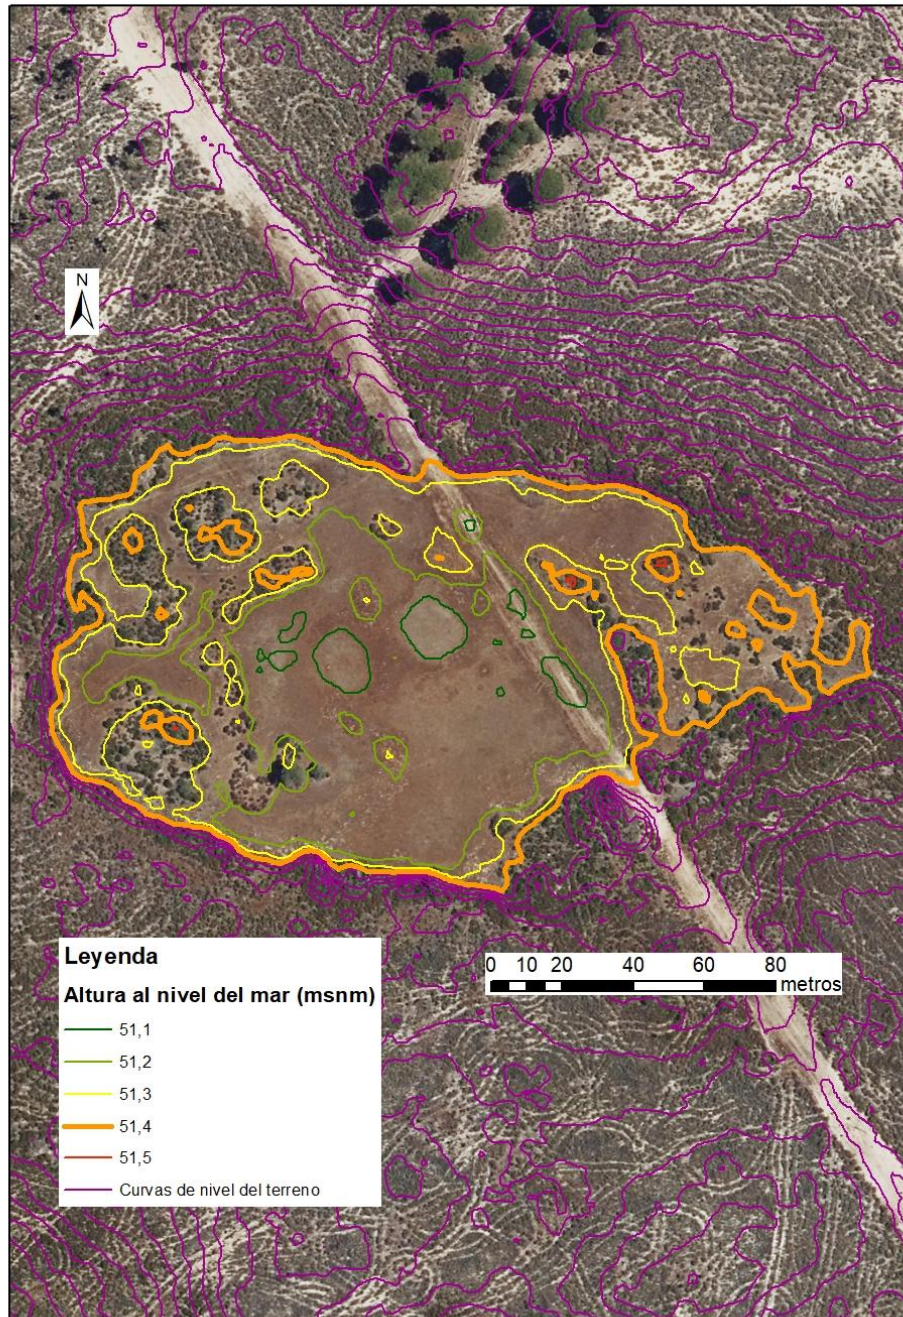 N
Leyenda
Altura al nivel del mar (msnm)
51,1
51,2
51,3
51,4
51,5
Curvas de nivel del terreno
0 10 20 40 60 80
metros